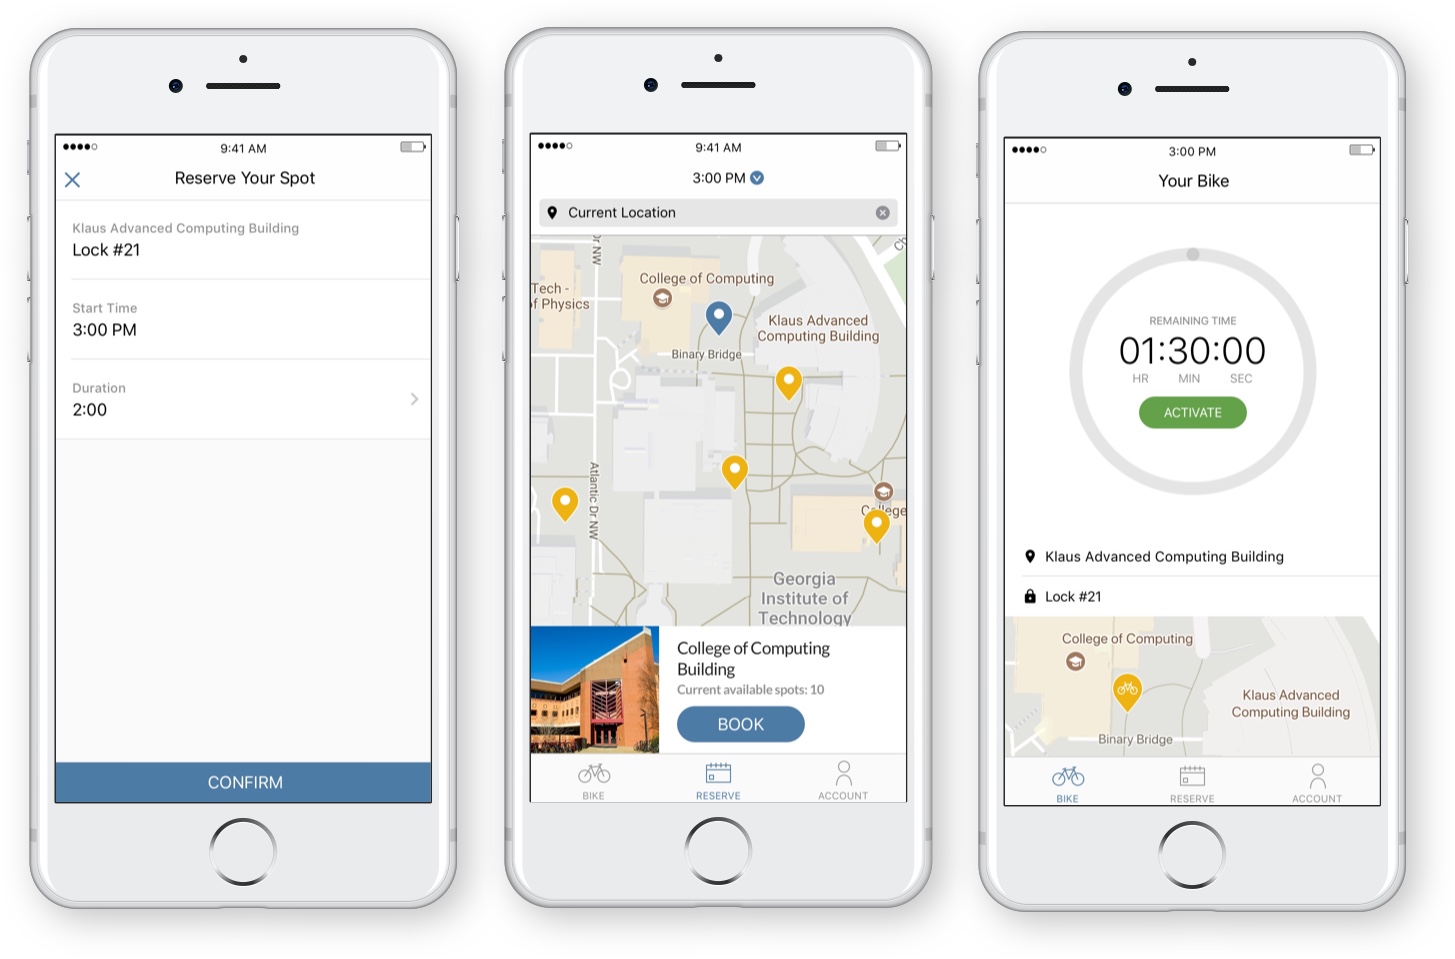 9:41 AM
Reserve Your Spot
Klaus Advanced Computing Building
Lock #21
Start Time
3:00 PM
Duration
2:00
CONFIRM
9:41 AM
3:00 PM
Current Location
Dr NW
Ch
College of Computing
Tech -
f Physics
Klaus Advanced
Computing Building
Binary Bridge
Atlantic Dr NW
College
Georgia
Institute of
Technology
College of Computing
Building
Current available spots: 10
BOOK
BIKE
RESERVE
ACCOUNT
3:00 PM
Your Bike
REMAINING TIME
01:30:00
HR MIN SEC
ACTIVATE
Klaus Advanced Computing Building
Lock #21
College of Computing
Klaus Advanced
Computing Building
Binary Bridge
BIKE
RESERVE
ACCOUNT